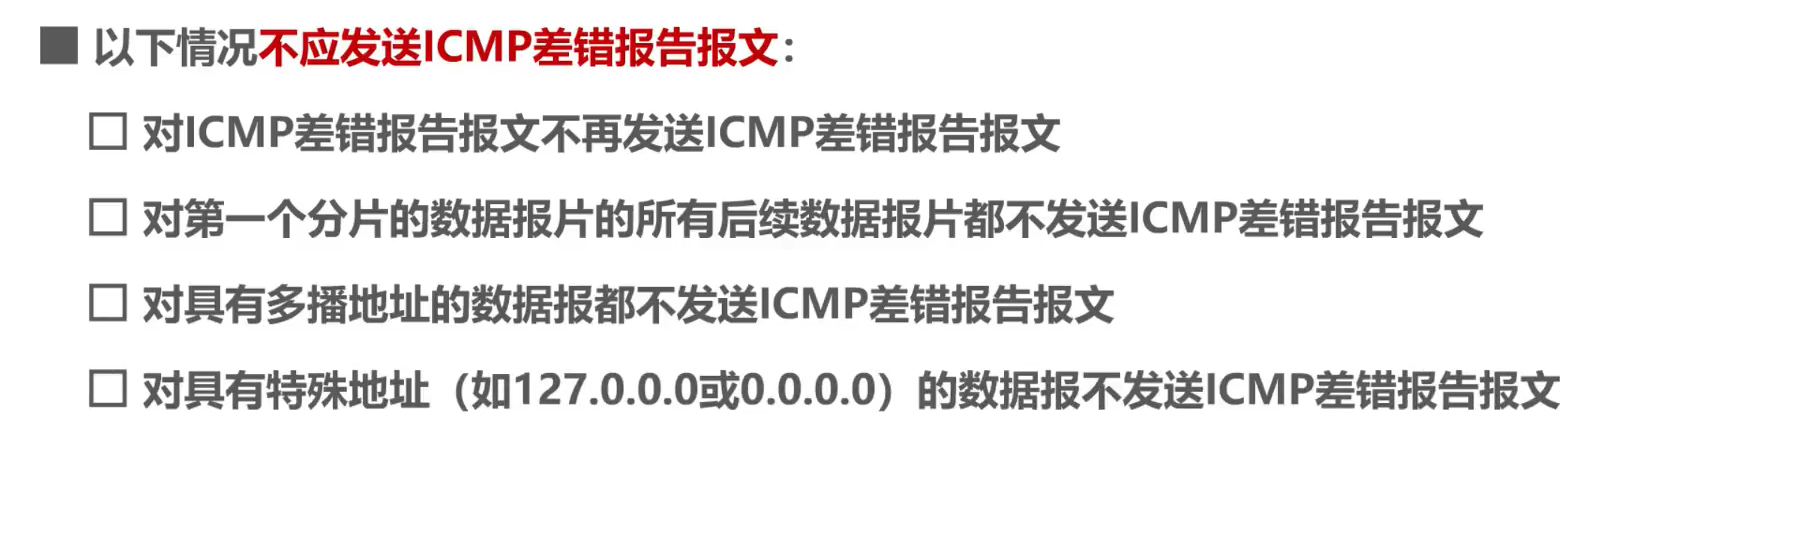 以下情况不应发送ICMP差错报告报文：
对ICMP差错报告报文不再发送ICMP差错报告报文
对第一个分片的数据报片的所有后续数据报片都不发送ICMP差错报告报文
对具有多播地址的数据报都不发送ICMP差错报告报文
对具有特殊地址（如127.0.0.0或0.0.0.0）的数据报不发送ICMP差错报告报文